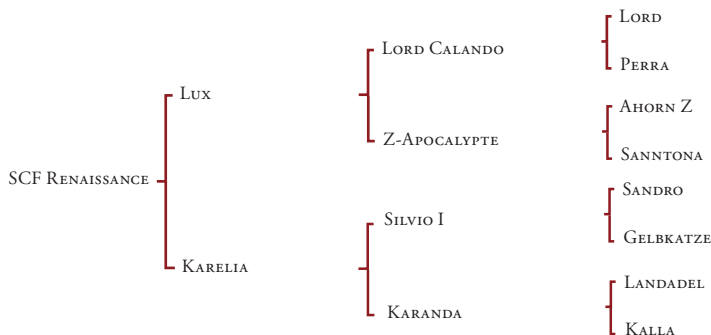 Lord
Lord Calando
Perra
Lux
Ahorn Z
Z-Apocalypte
Sanntona
SCF Renaissance
Sandro
Silvio I
Gelbkatze
Karelia
Landadel
Karanda
Kalla